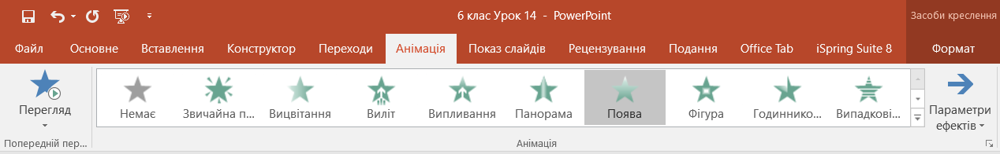 6 клас Урок 14 - PowerPoint
Засоби креслення
Файл Основне Вставлення Конструктор Переходи Анімація Показ слайдів Рецензування Подання Office Tab iSpring Suite 8 Формат
Перегляд
Немає Звичайна п... Вицвітання Виліт Випливання Панорама Поява Фігура Годиннико... Випадкові...
Параметри
ефектів
Попередній пер... Анімація